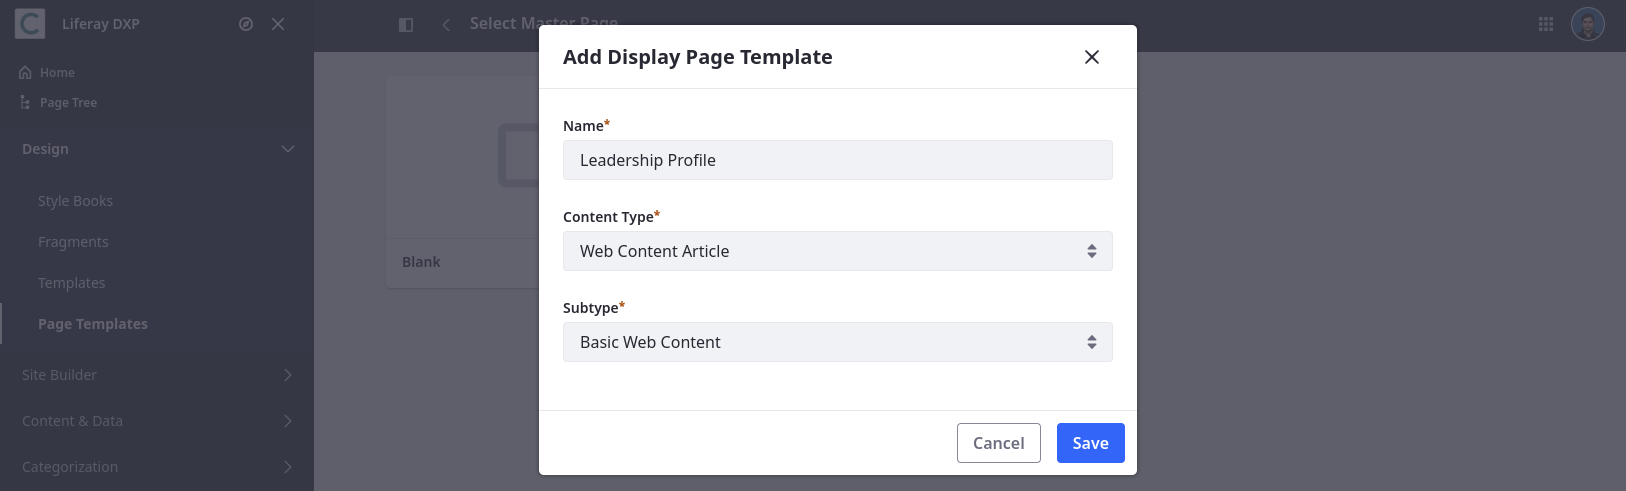 Liferay DXP
Home
Page Tree
Design
Style Books
Fragments
Templates
Page Templates
Site Builder
Content & Data
Categorization
Select Master Page
Blank
Add Display Page Template
Name*
Leadership Profile
Content Type*
Web Content Article
Subtype*
Basic Web Content
Cancel
Save